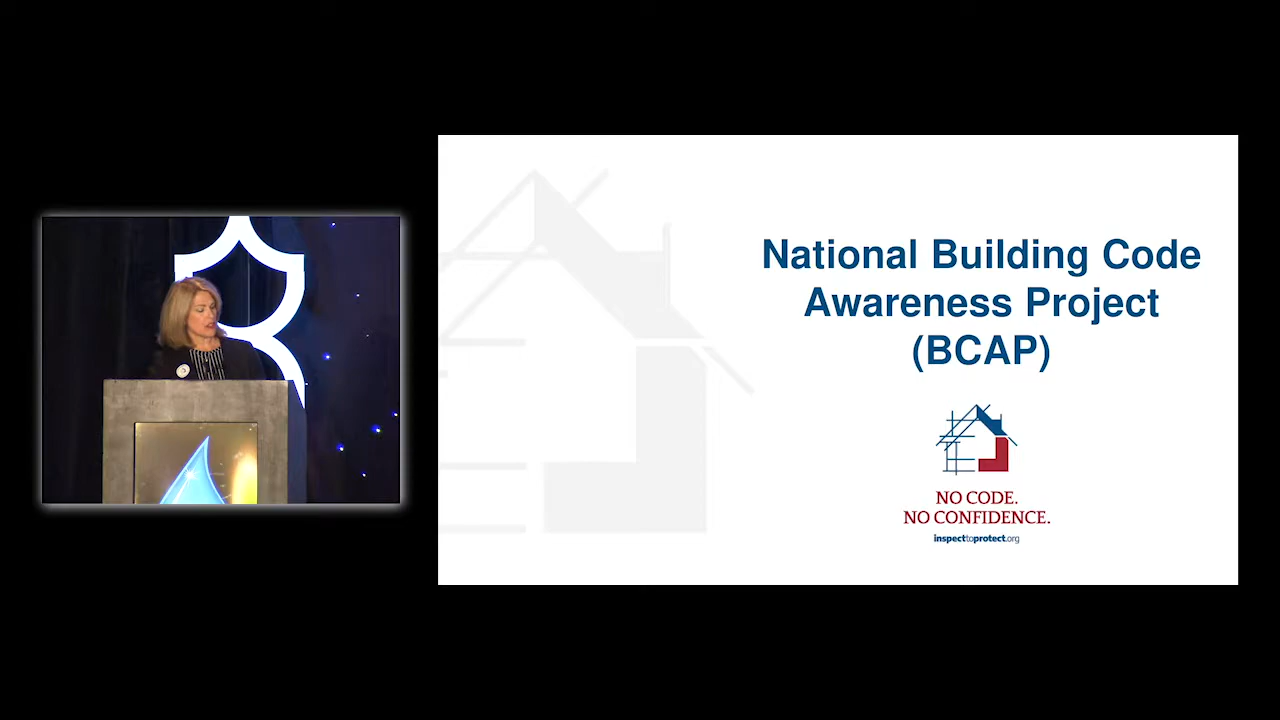 National Building Code
Awareness Project
(BCAP)
NO CODE.
NO CONFIDENCE.
inspecttoprotect.org